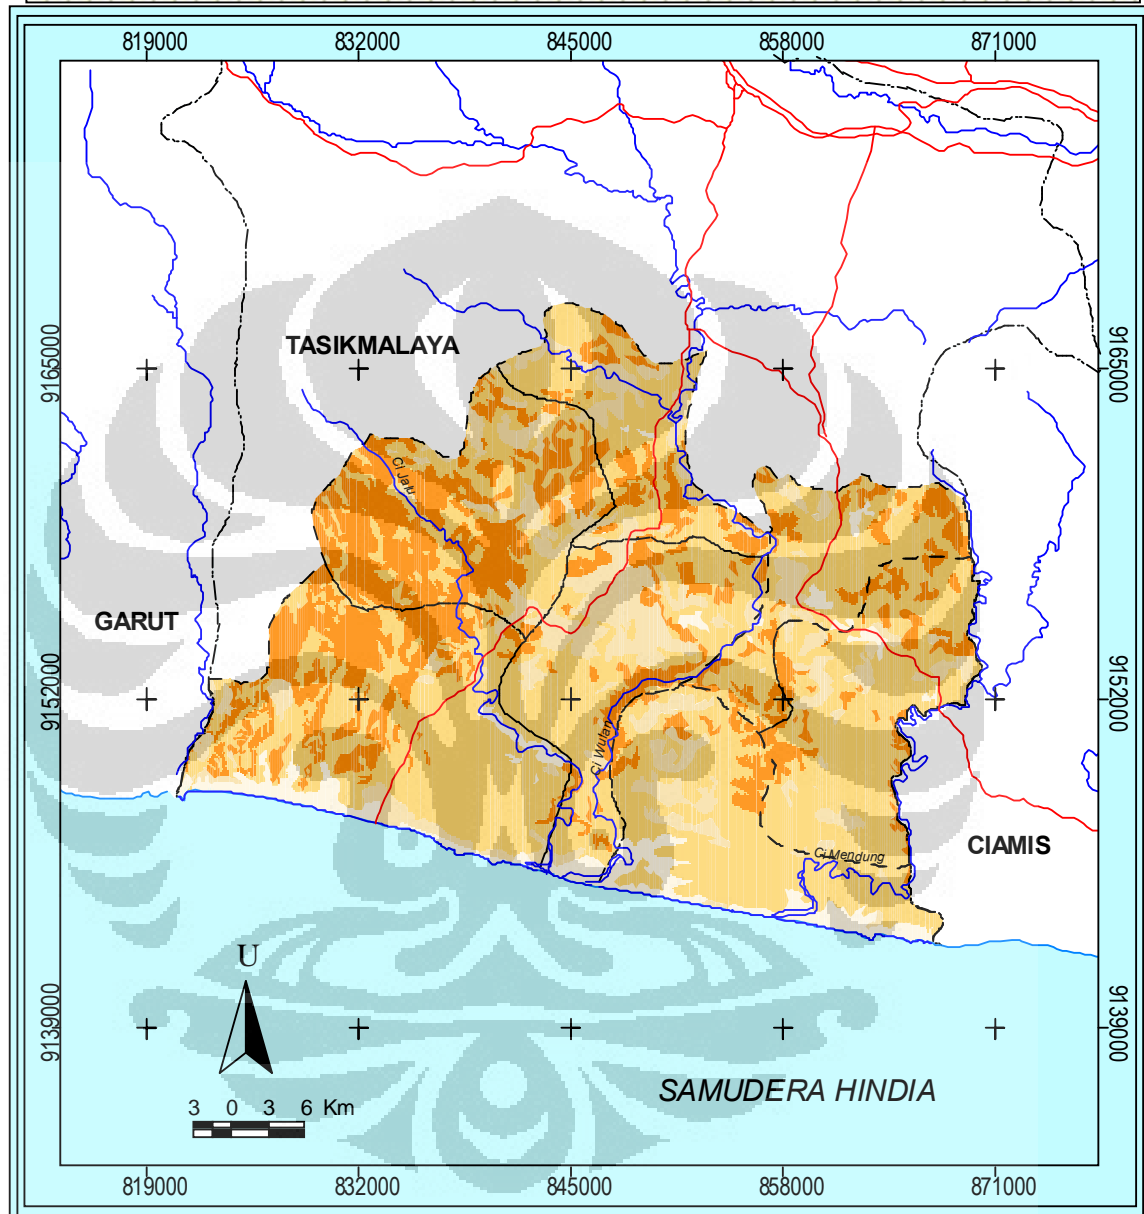 819000 832000 845000 858000 871000
TASIKMALAYA
9165000 9165000
Ci Jalu
GARUT
9152000 9152000
Ci Wulan
CIAMIS
Ci Mendung
U
9139000 9139000
SAMUDERA HINDIA
3 0 3 6 Km
819000 832000 845000 858000 871000